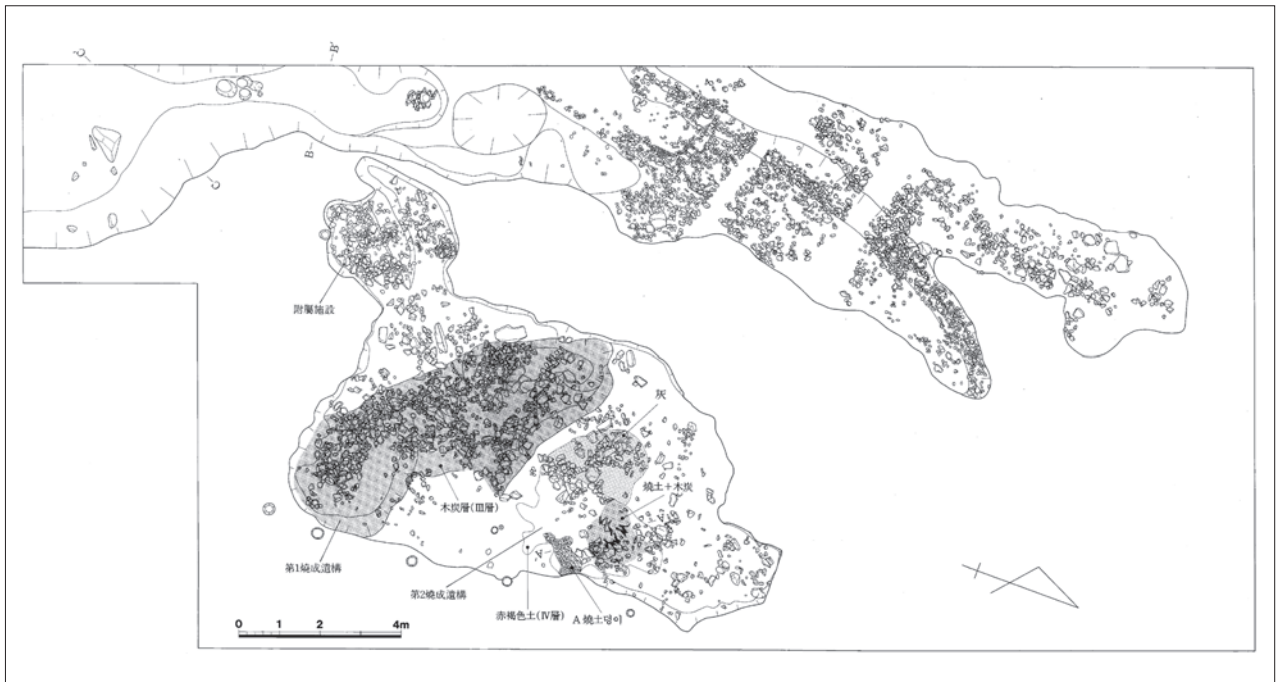 C
B'
B
C
附屬施設
灰
燒土+木炭
木炭層(Ⅲ層)
第1燒成遺構
第2燒成遺構
赤褐色土(Ⅳ層)
A 燒土덩이
0 1 2 4m